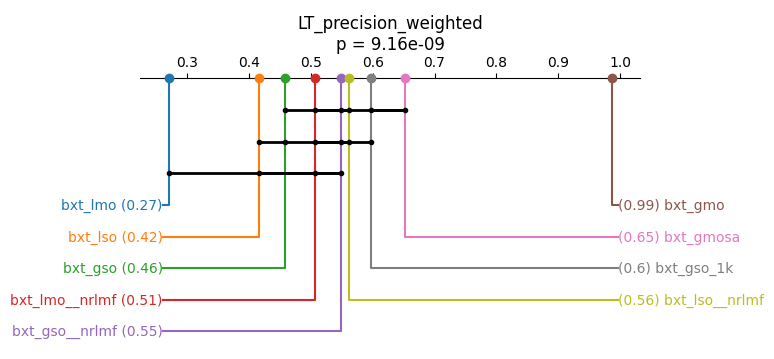 LT_precision_weighted
p = 9.16e-09
0.3 0.4 0.5 0.6 0.7 0.8 0.9 1.0
bxt_lmo (0.27) (0.99) bxt_gmo
bxt_lso (0.42) (0.65) bxt_gmosa
bxt_gso (0.46) (0.6) bxt_gso_1k
bxt_lmo__nrlmf (0.51) (0.56) bxt_lso__nrlmf
bxt_gso__nrlmf (0.55)